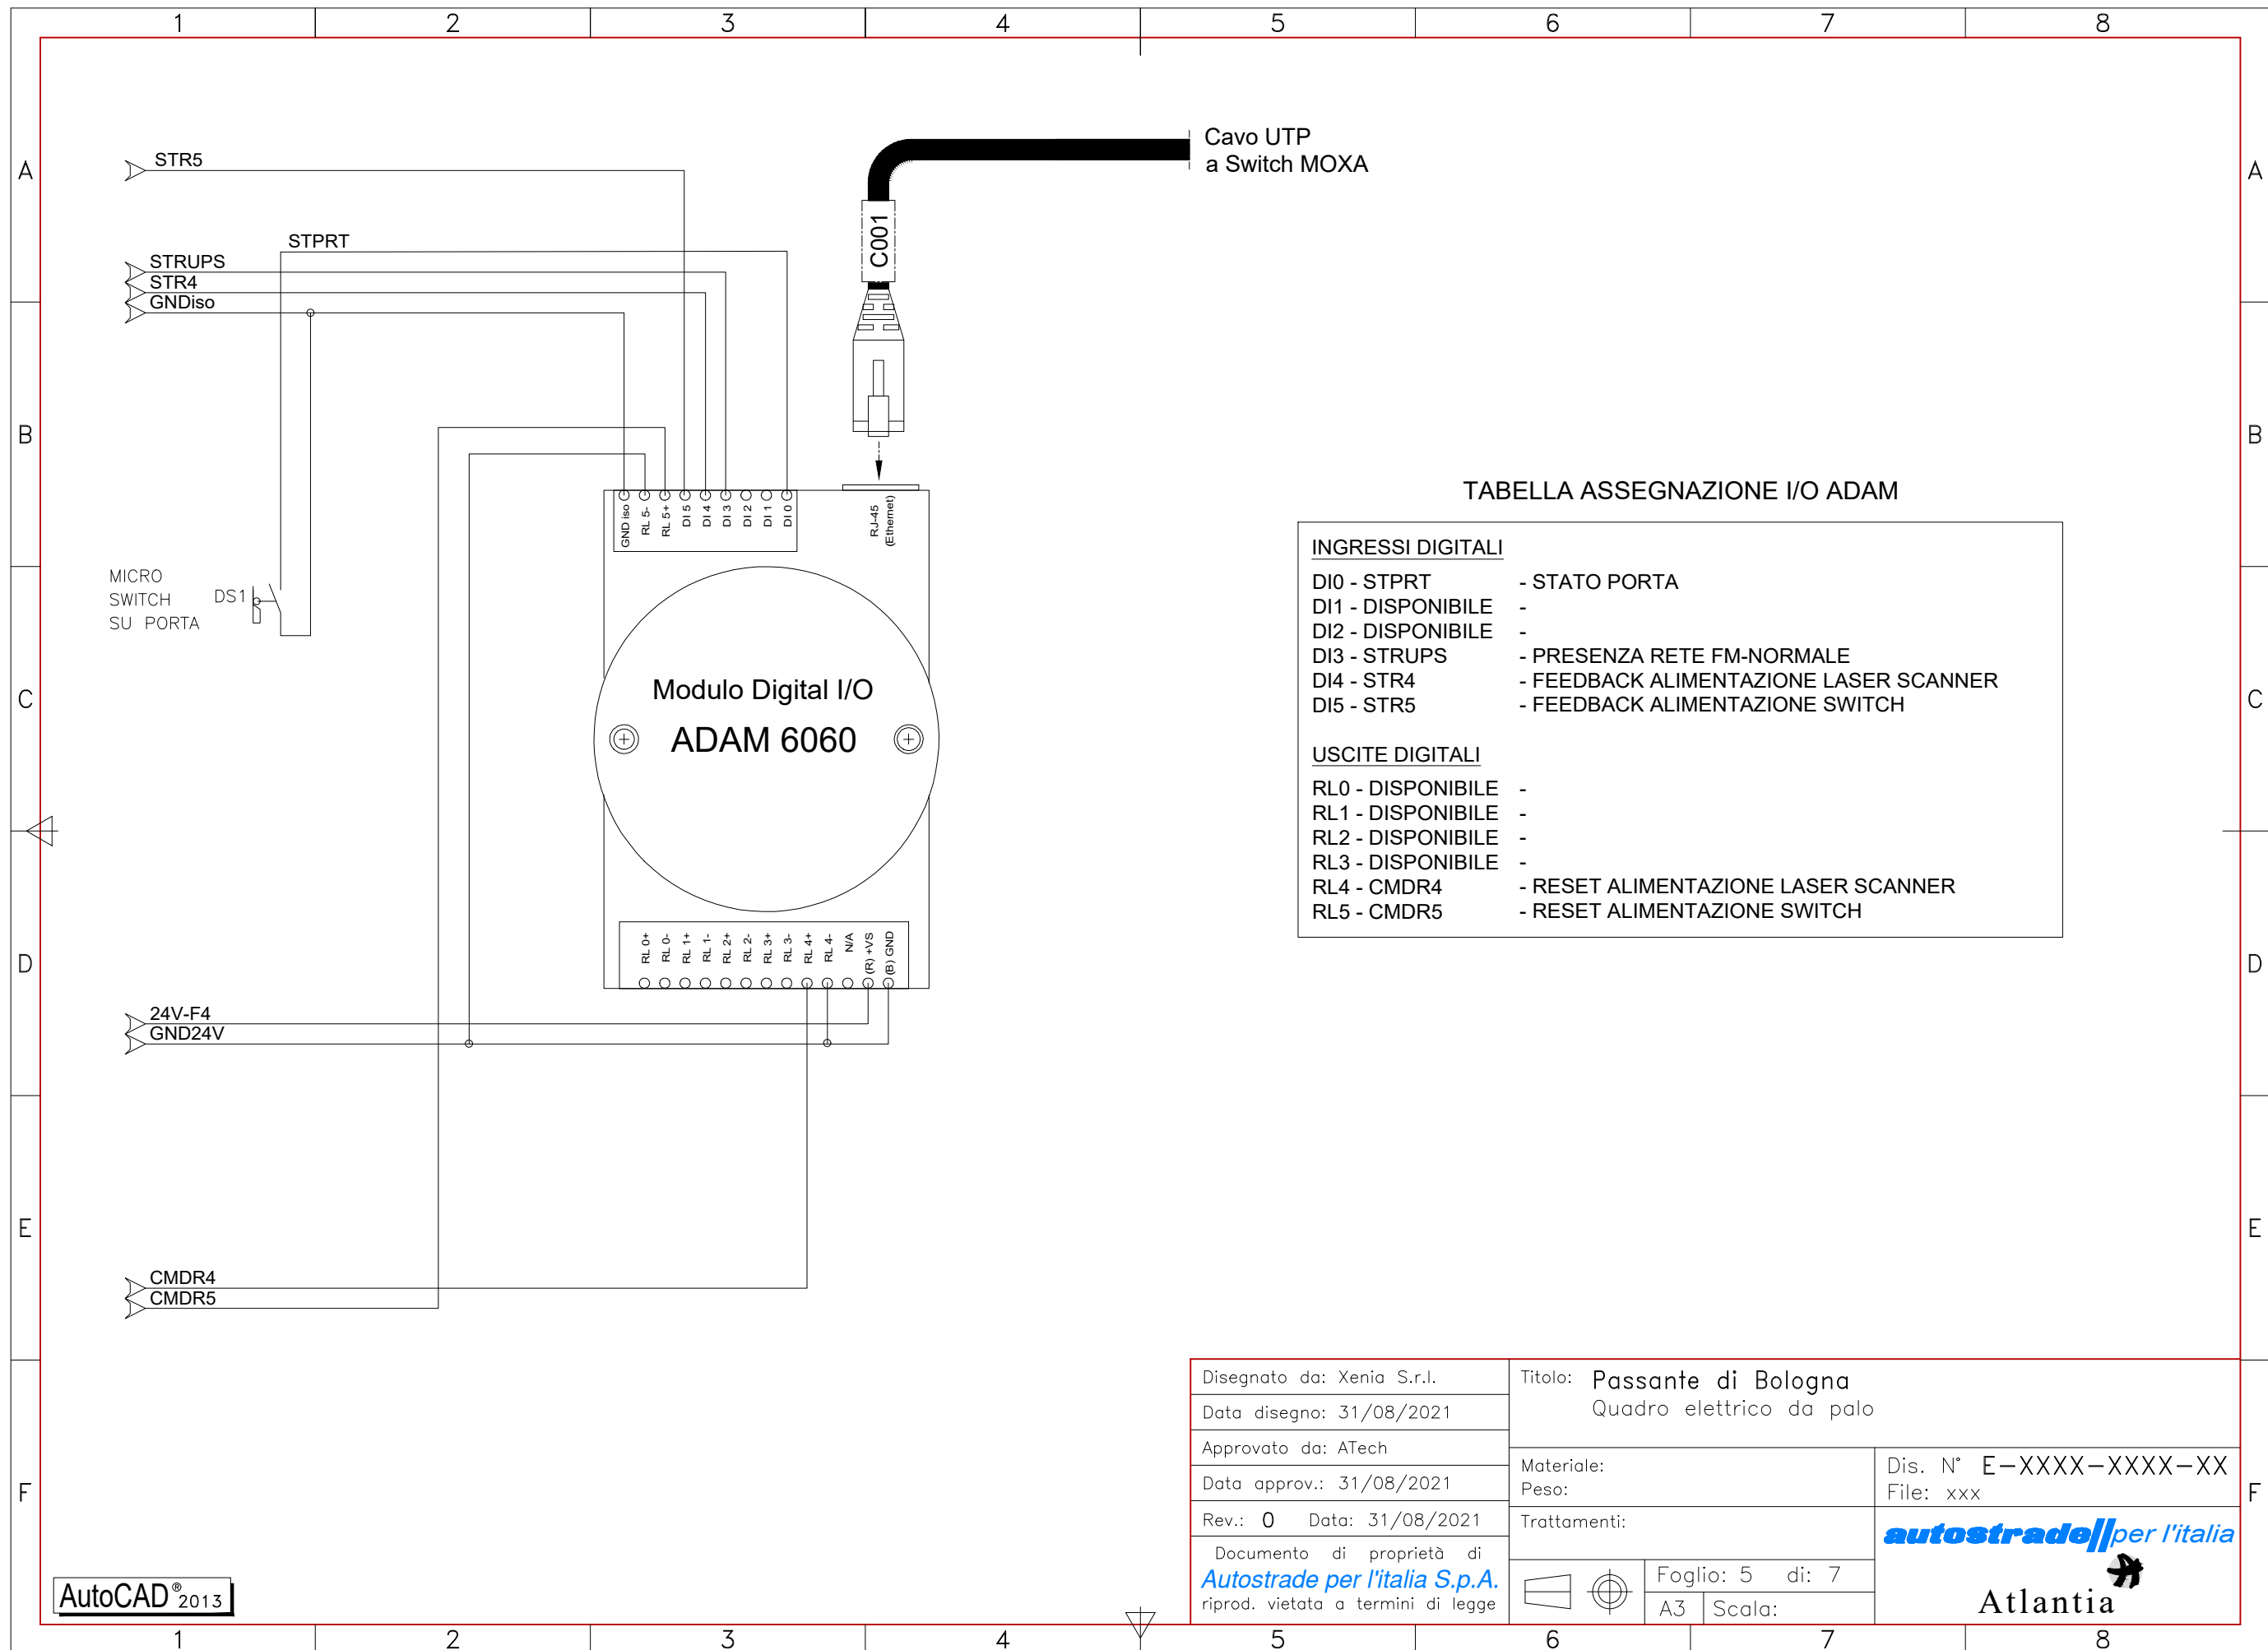 1 2 3 4 5 6 7 8
A A
B B
C C
D D
E E
F F
STR5
STPRT
STRUPS
STR4
GNDiso
Cavo UTP
a Switch MOXA
C001
GND iso
RL 5-
RL 5+
DI 5
DI 4
DI 3
DI 2
DI 1
DI 0
RJ-45
(Ethernet)
MICRO
SWITCH DS1
SU PORTA
Modulo Digital I/O
ADAM 6060
RL 0+
RL 0-
RL 1+
RL 1-
RL 2+
RL 2-
RL 3+
RL 3-
RL 4+
RL 4-
N/A
(R) +VS
(B) GND
24V-F4
GND24V
CMDR4
CMDR5
TABELLA ASSEGNAZIONE I/O ADAM
INGRESSI DIGITALI
DI0 - STPRT - STATO PORTA
DI1 - DISPONIBILE -
DI2 - DISPONIBILE -
DI3 - STRUPS - PRESENZA RETE FM-NORMALE
DI4 - STR4 - FEEDBACK ALIMENTAZIONE LASER SCANNER
DI5 - STR5 - FEEDBACK ALIMENTAZIONE SWITCH
USCITE DIGITALI
RL0 - DISPONIBILE -
RL1 - DISPONIBILE -
RL2 - DISPONIBILE -
RL3 - DISPONIBILE -
RL4 - CMDR4 - RESET ALIMENTAZIONE LASER SCANNER
RL5 - CMDR5 - RESET ALIMENTAZIONE SWITCH
Disegnato da: Xenia S.r.l.
Data disegno: 31/08/2021
Approvato da: ATech
Data approv.: 31/08/2021
Rev.: 0 Data: 31/08/2021
Documento di proprietà di
Autostrade per l'italia S.p.A.
riprod. vietata a termini di legge
Titolo: Passante di Bologna
Quadro elettrico da palo
Materiale:
Peso:
Trattamenti:
Foglio: 5 di: 7
A3 Scala:
Dis. N° E-XXXX-XXXX-XX
File: xxx
autostrade//per l'italia
Atlantia
AutoCAD® 2013
1 2 3 4 5 6 7 8